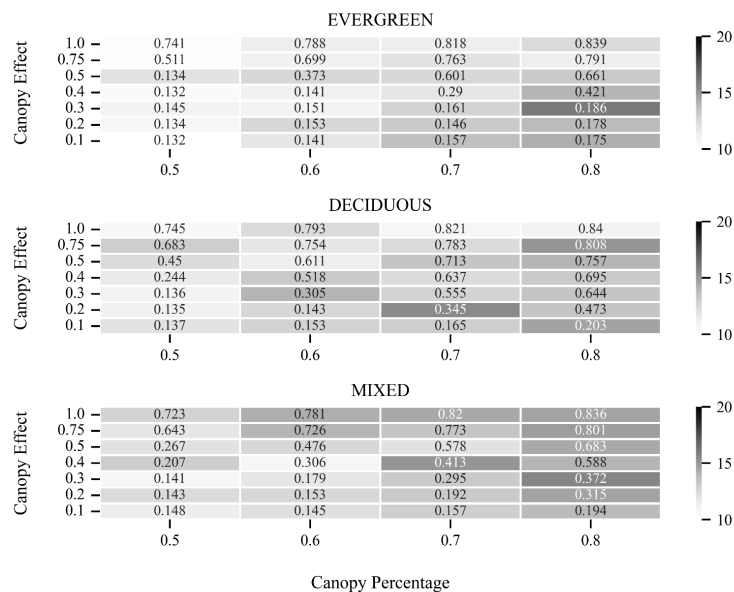 EVERGREEN
Canopy Effect
1.0 0.741 0.788 0.818 0.839
0.75 0.511 0.699 0.763 0.791
0.5 0.134 0.373 0.601 0.661
0.4 0.132 0.141 0.29 0.421
0.3 0.145 0.151 0.161 0.186
0.2 0.134 0.153 0.146 0.178
0.1 0.132 0.141 0.157 0.175
0.5 0.6 0.7 0.8
20
15
10
DECIDUOUS
Canopy Effect
1.0 0.745 0.793 0.821 0.84
0.75 0.683 0.754 0.783 0.808
0.5 0.45 0.611 0.713 0.757
0.4 0.244 0.518 0.637 0.695
0.3 0.136 0.305 0.555 0.644
0.2 0.135 0.143 0.345 0.473
0.1 0.137 0.153 0.165 0.203
0.5 0.6 0.7 0.8
20
15
10
MIXED
Canopy Effect
1.0 0.723 0.781 0.82 0.836
0.75 0.643 0.726 0.773 0.801
0.5 0.267 0.476 0.578 0.683
0.4 0.207 0.306 0.413 0.588
0.3 0.141 0.179 0.295 0.372
0.2 0.143 0.153 0.192 0.315
0.1 0.148 0.145 0.157 0.194
0.5 0.6 0.7 0.8
20
15
10
Canopy Percentage